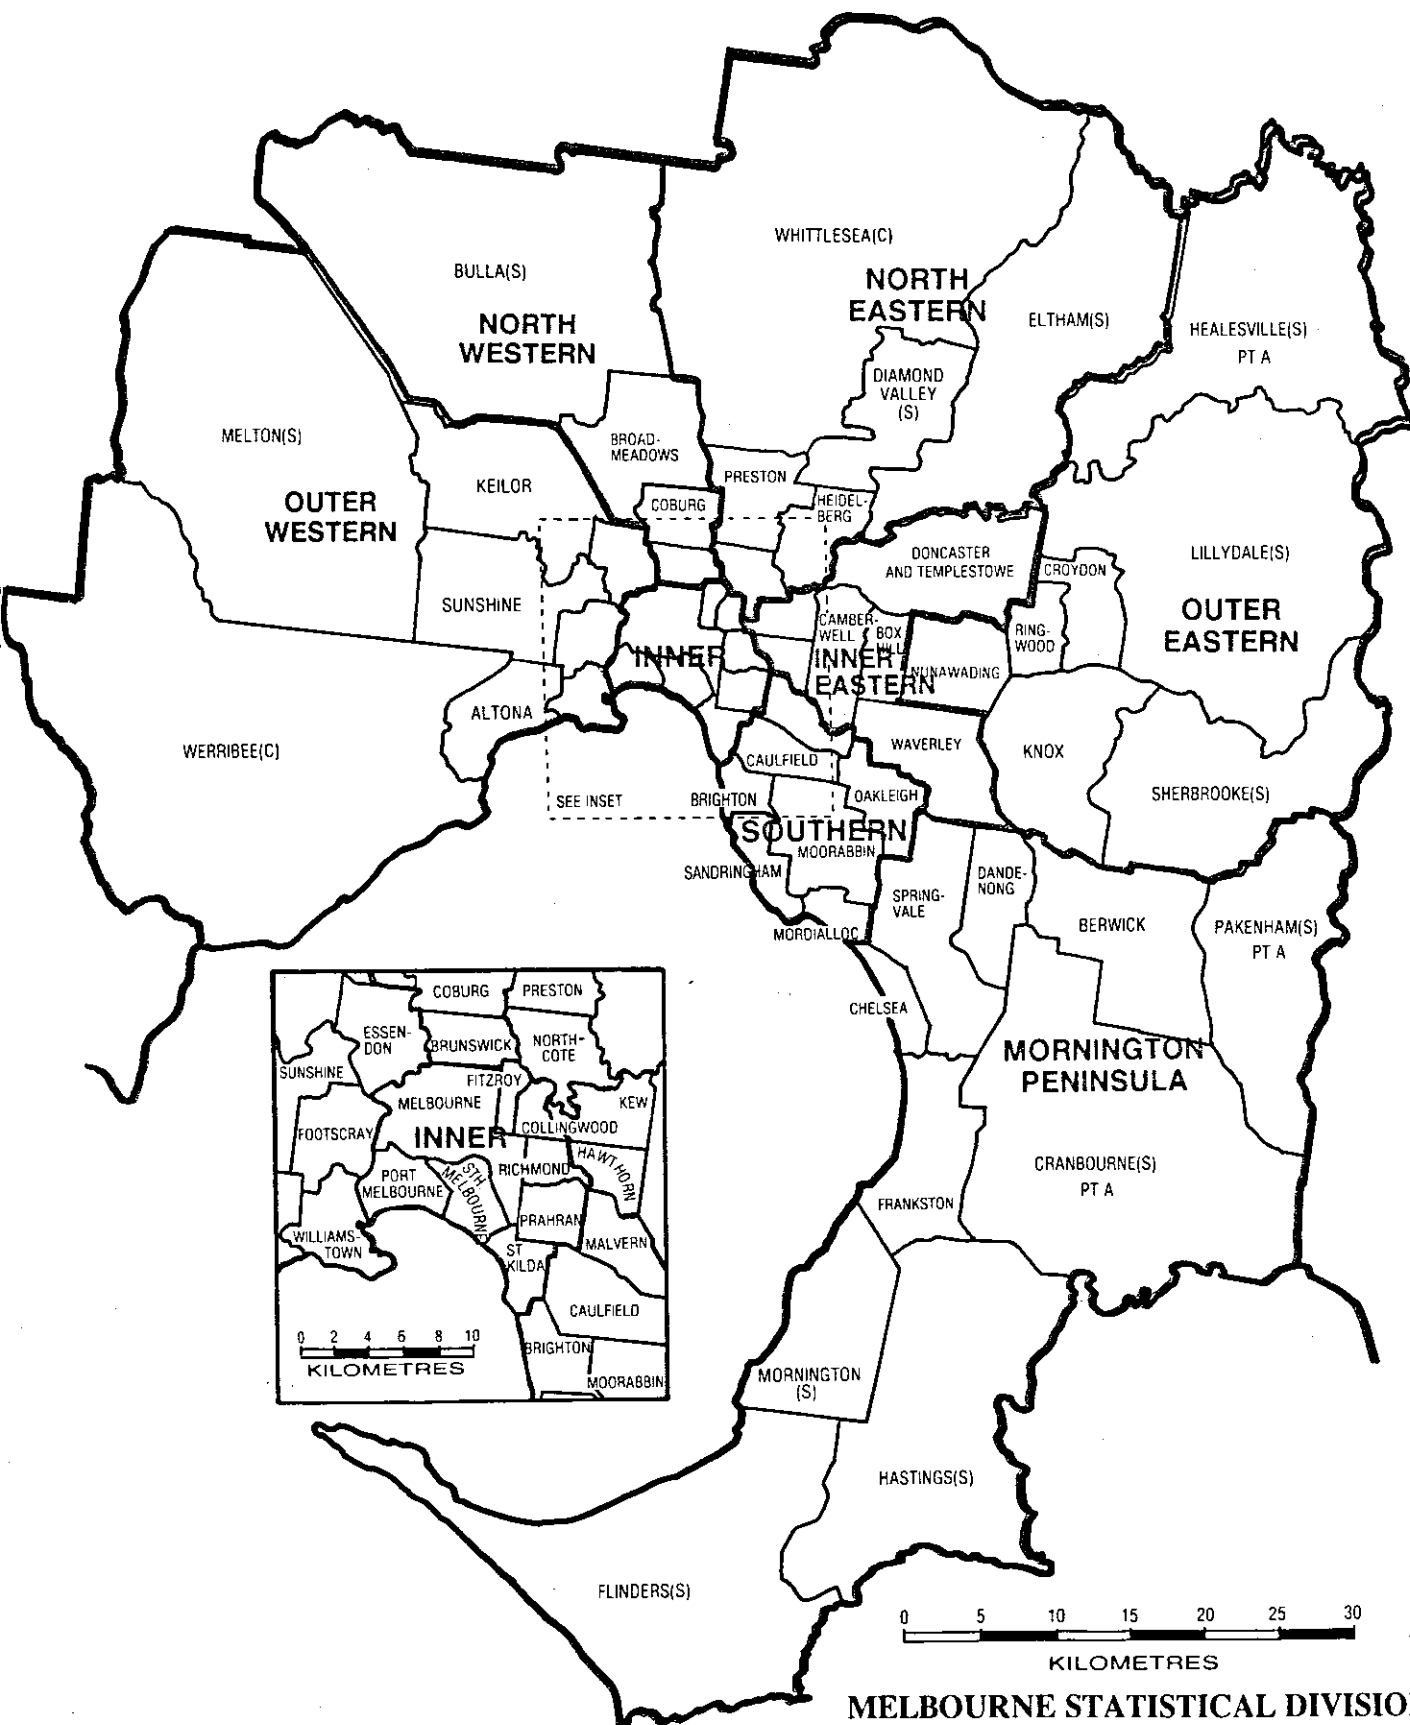 WHITTLESEA(C)
BULLA(S)
NORTH
EASTERN
ELTHAM(S)
HEALESVILLE(S)
PT A
NORTH
WESTERN
DIAMOND
VALLEY
(S)
MELTON(S)
BROAD-
MEADOWS
PRESTON
KEILOR
OUTER
WESTERN
COBURG
HEIDEL-
BERG
DONCASTER
AND TEMPLESTOWE
CROYDON
LILLYDALE(S)
SUNSHINE
CAMBER-
WELL
BOX
HILL
RING-
WOOD
OUTER
EASTERN
INNER
INNER
EASTERN
NUNAWADING
ALTONA
WERRIBEE(C)
WAVERLEY
KNOX
CAULFIELD
SEE INSET
BRIGHTON
OAKLEIGH
SHERBROOKE(S)
SOUTHERN
MOORABBIN
SANDRINGHAM
SPRING-
VALE
DANDE-
NONG
MORDIALLOC
BERWICK
PAKENHAM(S)
PT A
CHELSEA
MORNINGTON
PENINSULA
CRANBOURNE(S)
PT A
FRANKSTON
MORNINGTON
(S)
HASTINGS(S)
FLINDERS(S)
COBURG
PRESTON
ESSEN-
DON
BRUNSWICK
NORTH-
COTE
SUNSHINE
FITZROY
MELBOURNE
KEW
FOOTSCRAY
INNER
COLLINGWOOD
RICHMOND
HAWTHORN
PORT
MELBOURNE
STH.
MELBOURNE
PRAHRAN
WILLIAMS-
TOWN
ST
KILDA
MALVERN
CAULFIELD
0 2 4 6 8 10
KILOMETRES
BRIGHTON
MOORABBIN
0 5 10 15 20 25 30
KILOMETRES
MELBOURNE STATISTICAL DIVISIO